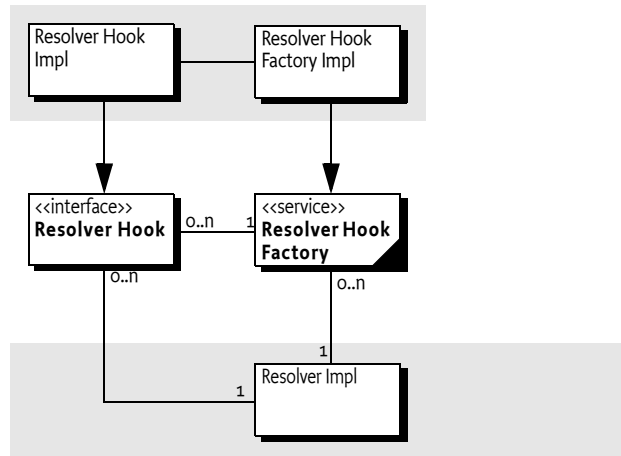 Resolver Hook
Impl
Resolver Hook
Factory Impl
<<interface>>
Resolver Hook
0..n
1
<<service>>
Resolver Hook
Factory
0..n
0..n
1
1
Resolver Impl